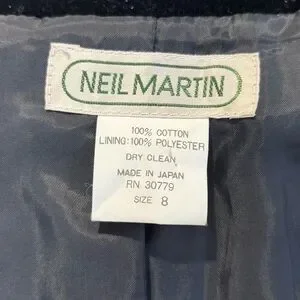 NEIL MARTIN
100% COTTON
LINING: 100% POLYESTER
DRY CLEAN
MADE IN JAPAN
RN 30779
SIZE 8